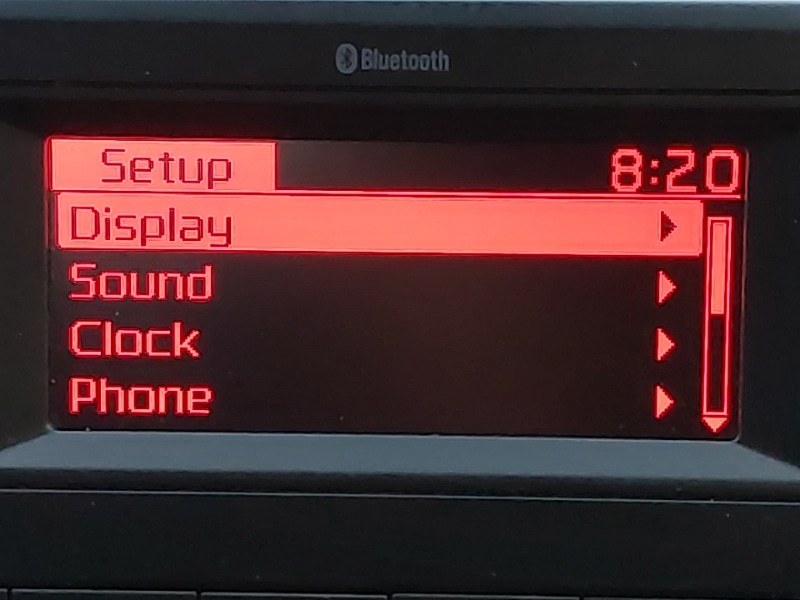 Bluetooth
Setup 8:20
Display
Sound
Clock
Phone